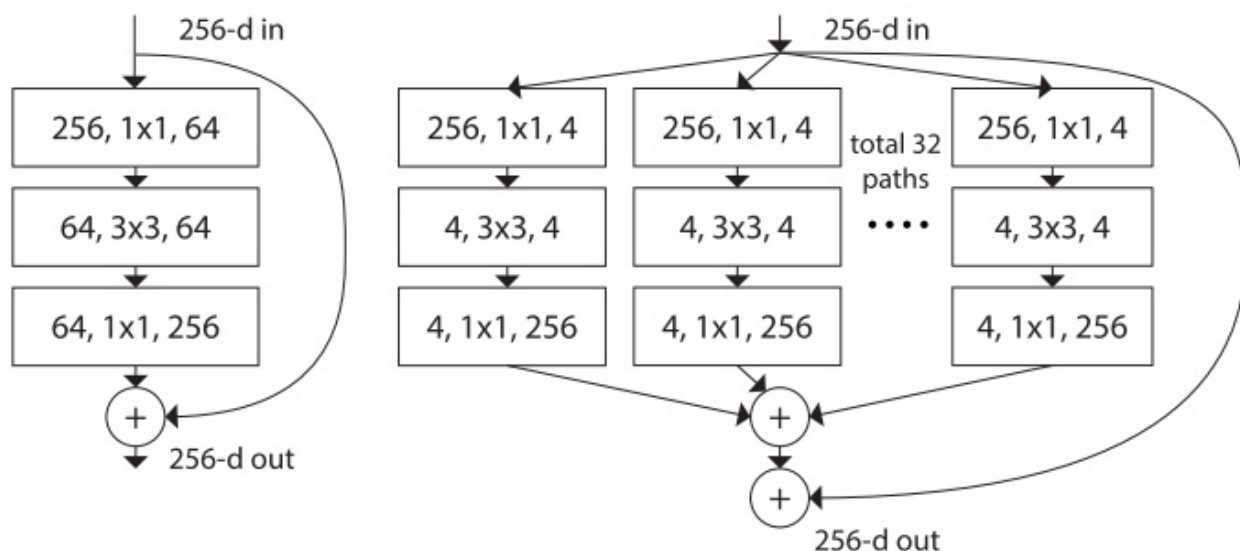 256-d in
256, 1x1, 64
64, 3x3, 64
64, 1x1, 256
+
256-d out
256-d in
256, 1x1, 4
256, 1x1, 4
total 32
paths
256, 1x1, 4
4, 3x3, 4
4, 3x3, 4
....
4, 3x3, 4
4, 1x1, 256
4, 1x1, 256
4, 1x1, 256
+
+
256-d out